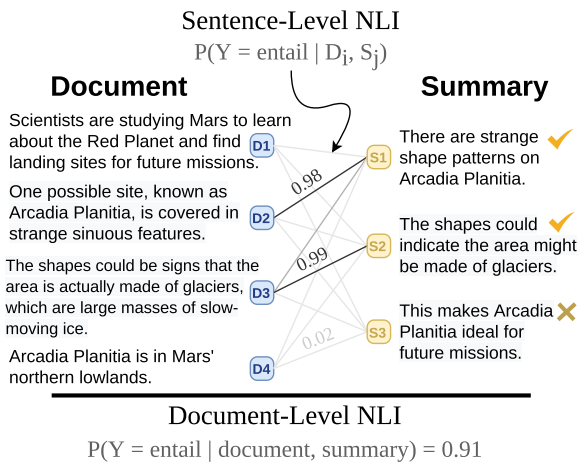 Sentence-Level NLI
P(Y = entail | Di, Sj)
Document
Summary
Scientists are studying Mars to learn
about the Red Planet and find
landing sites for future missions.
D1
One possible site, known as
Arcadia Planitia, is covered in
strange sinuous features.
D2
The shapes could be signs that the
area is actually made of glaciers,
which are large masses of slow-
moving ice.
D3
Arcadia Planitia is in Mars'
northern lowlands.
D4
0.98
0.99
0.02
S1
There are strange
shape patterns on
Arcadia Planitia.
S2
The shapes could
indicate the area might
be made of glaciers.
S3
This makes Arcadia
Planitia ideal for
future missions.
Document-Level NLI
P(Y = entail | document, summary) = 0.91